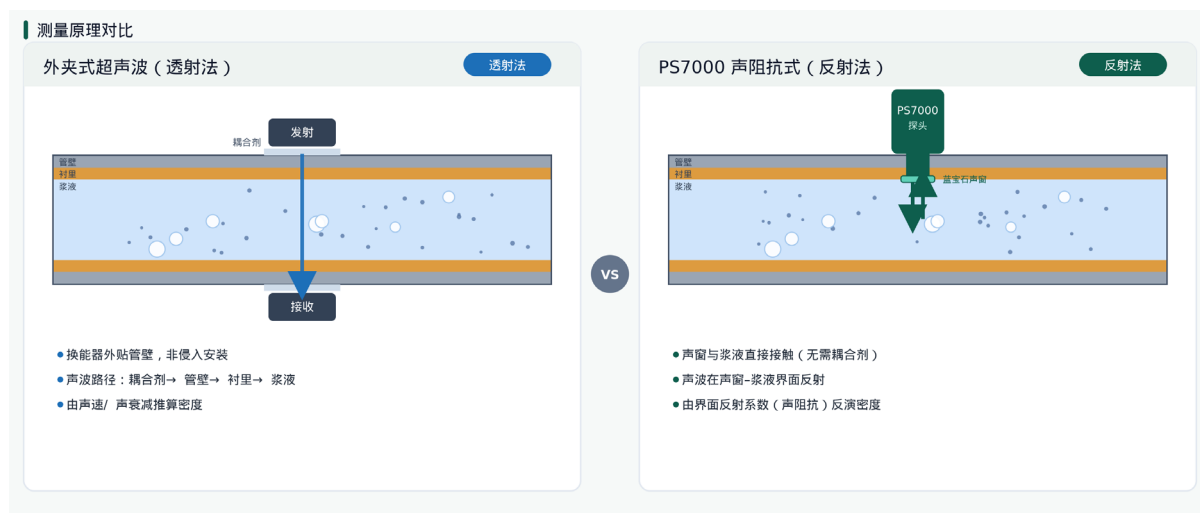 测量原理对比
外夹式超声波（透射法）
透射法
发射
耦合剂
管壁
衬里
浆液
接收
●换能器外贴管壁，非侵入安装
●声波路径：耦合剂→ 管壁→ 衬里→ 浆液
●由声速/ 声衰减推算密度
VS
PS7000 声阻抗式（反射法）
反射法
PS7000
探头
管壁
衬里
蓝宝石声窗
浆液
●声窗与浆液直接接触（无需耦合剂）
●声波在声窗–浆液界面反射
●由界面反射系数（声阻抗）反演密度